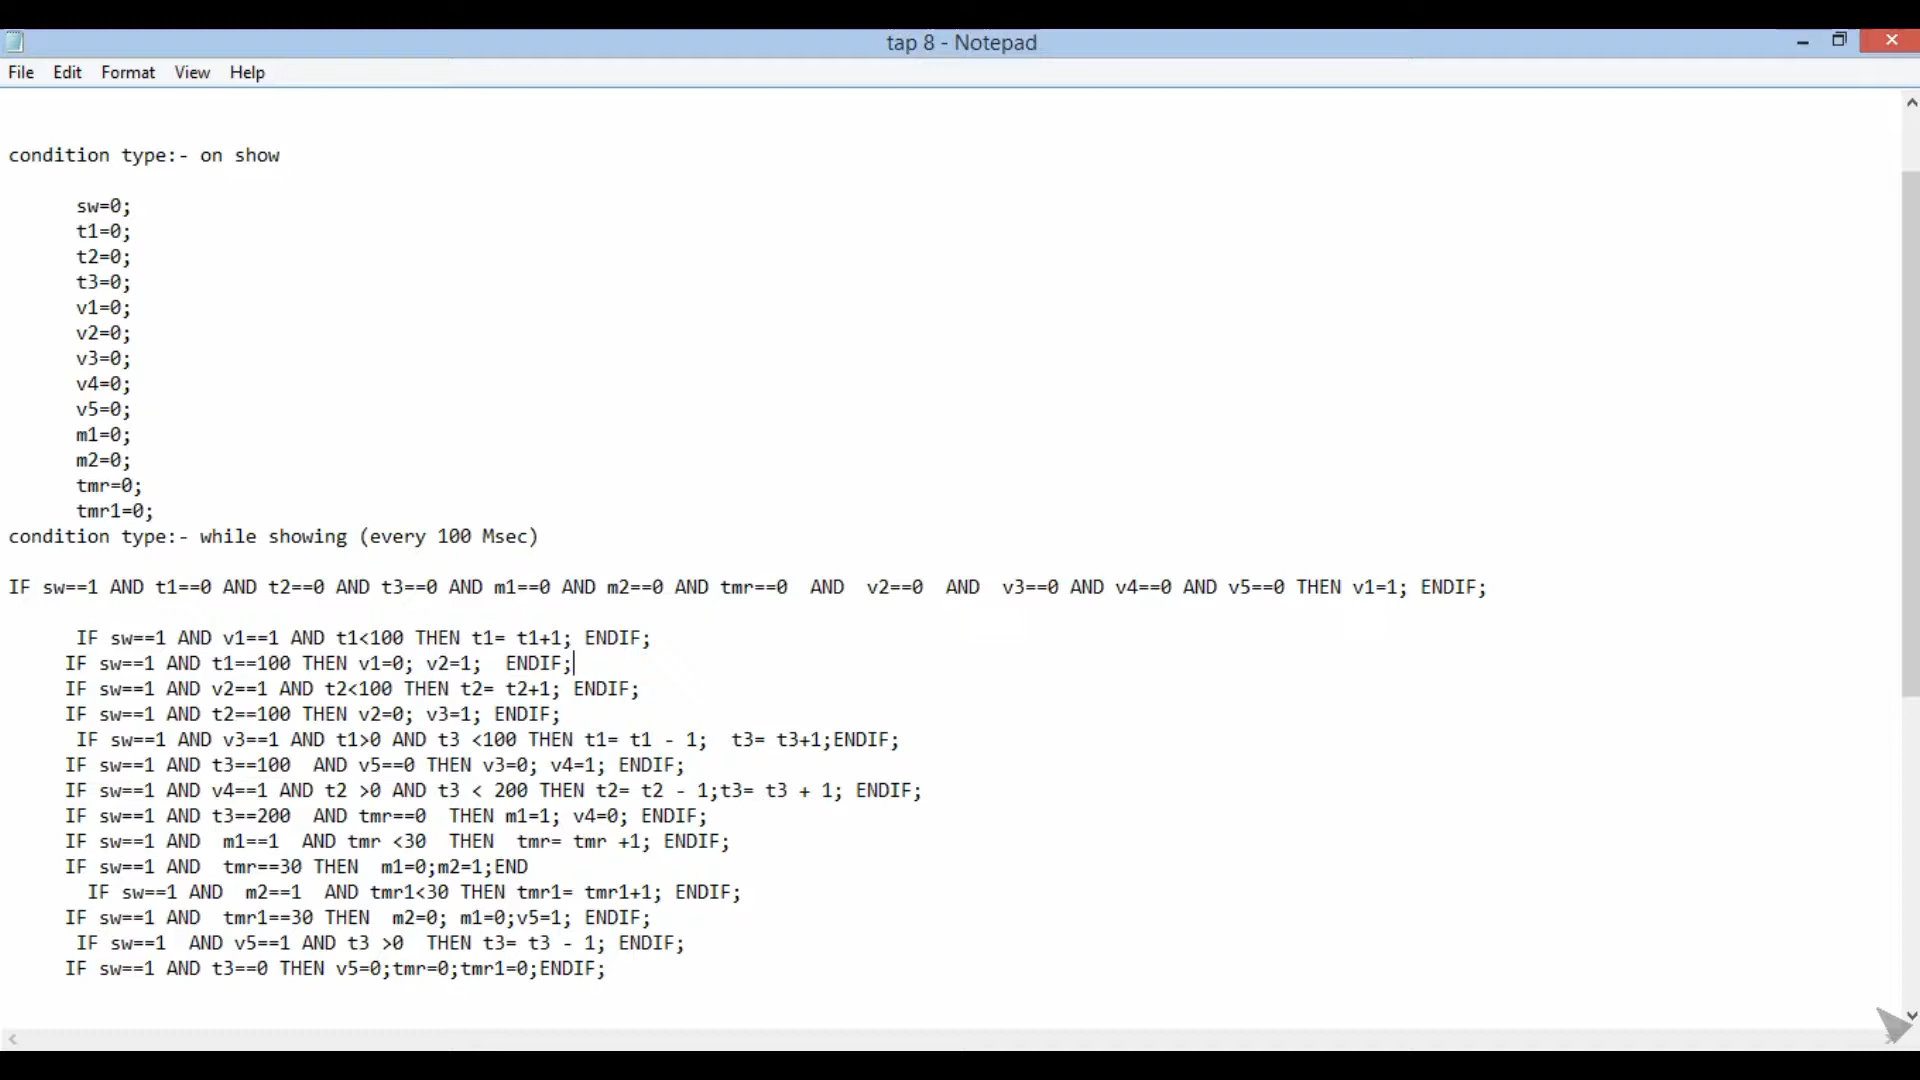 tap 8 - Notepad
File Edit Format View Help
condition type:- on show
sw=0;
t1=0;
t2=0;
t3=0;
v1=0;
v2=0;
v3=0;
v4=0;
v5=0;
m1=0;
m2=0;
tmr=0;
tmr1=0;
condition type:- while showing (every 100 Msec)
IF sw==1 AND t1==0 AND t2==0 AND t3==0 AND m1==0 AND m2==0 AND tmr==0  AND  v2==0  AND  v3==0 AND v4==0 AND v5==0 THEN v1=1; ENDIF;
IF sw==1 AND v1==1 AND t1<100 THEN t1= t1+1; ENDIF;
IF sw==1 AND t1==100 THEN v1=0; v2=1;  ENDIF;
IF sw==1 AND v2==1 AND t2<100 THEN t2= t2+1; ENDIF;
IF sw==1 AND t2==100 THEN v2=0; v3=1; ENDIF;
IF sw==1 AND v3==1 AND t1>0 AND t3 <100 THEN t1= t1 - 1;  t3= t3+1;ENDIF;
IF sw==1 AND t3==100  AND v5==0 THEN v3=0; v4=1; ENDIF;
IF sw==1 AND v4==1 AND t2 >0 AND t3 < 200 THEN t2= t2 - 1;t3= t3 + 1; ENDIF;
IF sw==1 AND t3==200  AND tmr==0  THEN m1=1; v4=0; ENDIF;
IF sw==1 AND  m1==1  AND tmr <30  THEN  tmr= tmr +1; ENDIF;
IF sw==1 AND  tmr==30 THEN  m1=0;m2=1;END
IF sw==1 AND  m2==1  AND tmr1<30 THEN tmr1= tmr1+1; ENDIF;
IF sw==1 AND  tmr1==30 THEN  m2=0; m1=0;v5=1; ENDIF;
IF sw==1  AND v5==1 AND t3 >0  THEN t3= t3 - 1; ENDIF;
IF sw==1 AND t3==0 THEN v5=0;tmr=0;tmr1=0;ENDIF;